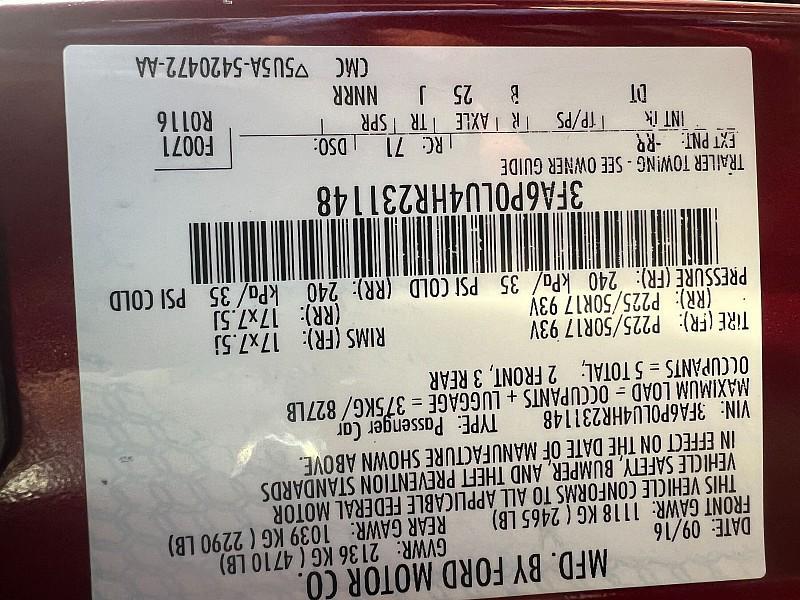 MFD. BY FORD MOTOR CO.
DATE: 09/16 GVWR: 2136 KG ( 4710 LB)
FRONT GAWR: 1118 KG ( 2465 LB) REAR GAWR: 1039 KG ( 2290 LB)
THIS VEHICLE CONFORMS TO ALL APPLICABLE FEDERAL MOTOR
VEHICLE SAFETY, BUMPER, AND THEFT PREVENTION STANDARDS
IN EFFECT ON THE DATE OF MANUFACTURE SHOWN ABOVE.
VIN: 3FA6P0LU4HR231148 TYPE: Passenger Car
MAXIMUM LOAD = OCCUPANTS + LUGGAGE = 375KG/ 827LB
OCCUPANTS = 5 TOTAL, 2 FRONT, 3 REAR
TIRE (FR): P225/50R17 93V RIMS (FR): 17x7.5J
(RR): P225/50R17 93V (RR): 17x7.5J
PRESSURE (FR): 240 kPa/ 35 PSI COLD (RR): 240 kPa/ 35 PSI COLD
3FA6P0LU4HR231148
TRAILER TOWING - SEE OWNER GUIDE
EXT PNT: RR RC: 71 DSO: F0071
INT TR TP/PS R AXLE TR SPR R0116
DT B 25 J NNRR
CMC ▽5U5A-5420472-AA